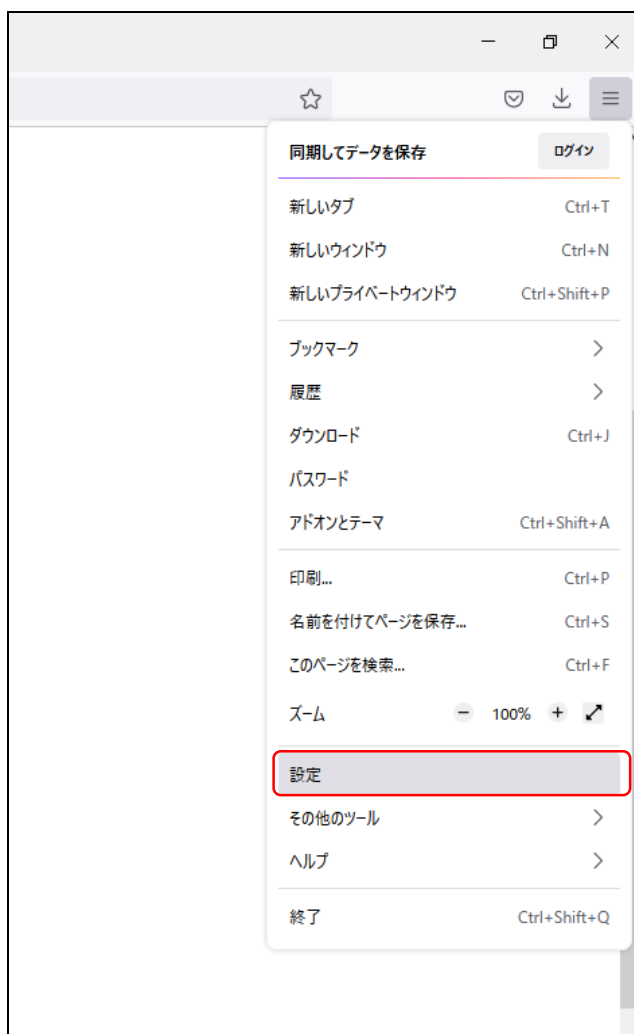 同期してデータを保存 ログイン
新しいタブ Ctrl+T
新しいウィンドウ Ctrl+N
新しいプライベートウィンドウ Ctrl+Shift+P
ブックマーク
履歴
ダウンロード Ctrl+J
パスワード
アドオンとテーマ Ctrl+Shift+A
印刷... Ctrl+P
名前を付けてページを保存... Ctrl+S
このページを検索... Ctrl+F
ズーム − 100% +
設定
その他のツール
ヘルプ
終了 Ctrl+Shift+Q